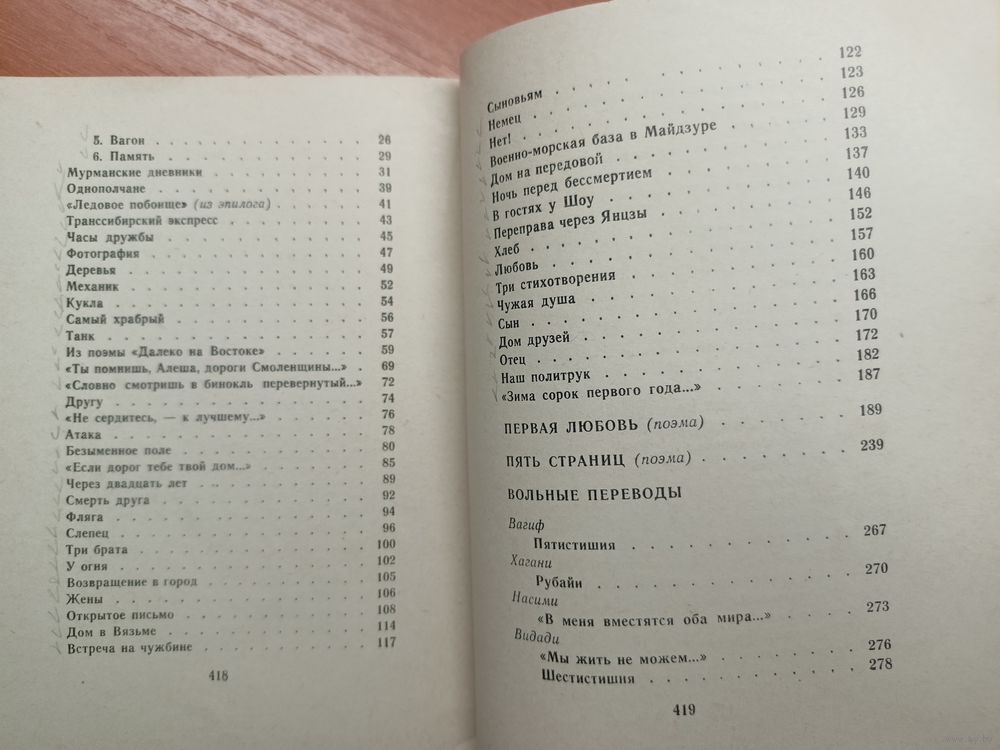 5. Вагон . . . . . . . . . . 26
6. Память . . . . . . . . . . 29
Мурманские дневники . . . . . . . . 31
Однополчане . . . . . . . . . . 39
«Ледовое побоище» (из эпилога) . . . . . 41
Транссибирский экспресс . . . . . . . 43
Часы дружбы . . . . . . . . . . 45
Фотография . . . . . . . . . . 47
Деревья . . . . . . . . . . 49
Механик . . . . . . . . . . 52
Кукла . . . . . . . . . . 54
Самый храбрый . . . . . . . . . 56
Танк . . . . . . . . . . 57
Из поэмы «Далеко на Востоке» . . . . . 59
«Ты помнишь, Алеша, дороги Смоленщины...» . 69
«Словно смотришь в бинокль перевернутый...» 72
Другу . . . . . . . . . . 74
«Не сердитесь, — к лучшему...» . . . . . 76
Атака . . . . . . . . . . 78
Безыменное поле . . . . . . . . . 80
«Если дорог тебе твой дом...» . . . . . 85
Через двадцать лет . . . . . . . . 89
Смерть друга . . . . . . . . . 92
Фляга . . . . . . . . . . 94
Слепец . . . . . . . . . . 96
Три брата . . . . . . . . . . 100
У огня . . . . . . . . . . 102
Возвращение в город . . . . . . . . 105
Жены . . . . . . . . . . 106
Открытое письмо . . . . . . . . . 108
Дом в Вязьме . . . . . . . . . 114
Встреча на чужбине . . . . . . . . 117
418
Сыновьям . . . . . . . . 122
Немец . . . . . . . . 123
Нет! . . . . . . . . 126
Военно-морская база в Майдзуре . . . . 129
Дом на передовой . . . . . . . 133
Ночь перед бессмертием . . . . . . 137
В гостях у Шоу . . . . . . . 140
Переправа через Янцзы . . . . . . 146
Хлеб . . . . . . . . 152
Любовь . . . . . . . . 157
Три стихотворения . . . . . . . 160
Чужая душа . . . . . . . 163
Сын . . . . . . . . 166
Дом друзей . . . . . . . 170
Отец . . . . . . . . 172
Наш политрук . . . . . . . 182
«Зима сорок первого года...» . . . . 187
ПЕРВАЯ ЛЮБОВЬ (поэма) . . . . . 189
ПЯТЬ СТРАНИЦ (поэма) . . . . . . 239
ВОЛЬНЫЕ ПЕРЕВОДЫ
Вагиф
Пятистишия . . . . . . . . 267
Хагани
Рубайи . . . . . . . . 270
Насими
«В меня вместятся оба мира...» . . . . 273
Видади
«Мы жить не можем...» . . . . . . 276
Шестистишия . . . . . . . . 278
419